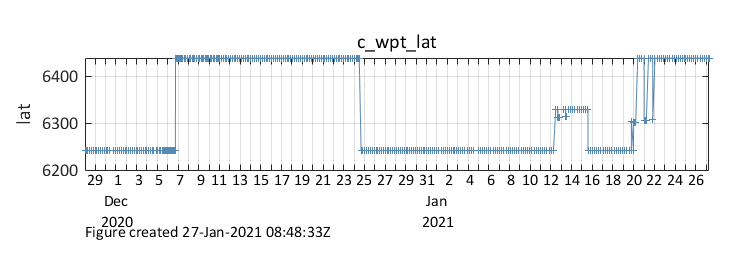 c_wpt_lat
6400
6300
6200
lat
29 1 3 5 7 9 11 13 15 17 19 21 23 25 27 29 31 2 4 6 8 10 12 14 16 18 20 22 24 26
Dec Jan
2020 2021
Figure created 27-Jan-2021 08:48:33Z